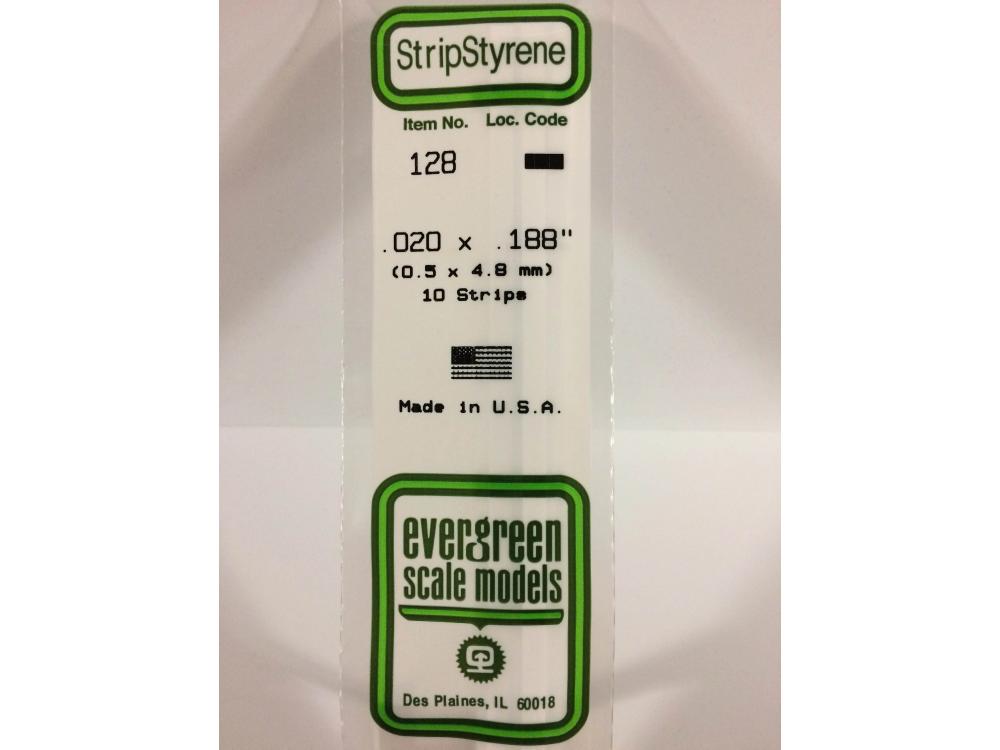 StripStyrene
Item No. Loc. Code
128
.020 x .188"
(0.5 x 4.8 mm)
10 Strips
Made in U.S.A.
evergreen
scale models
Des Plaines, IL 60018